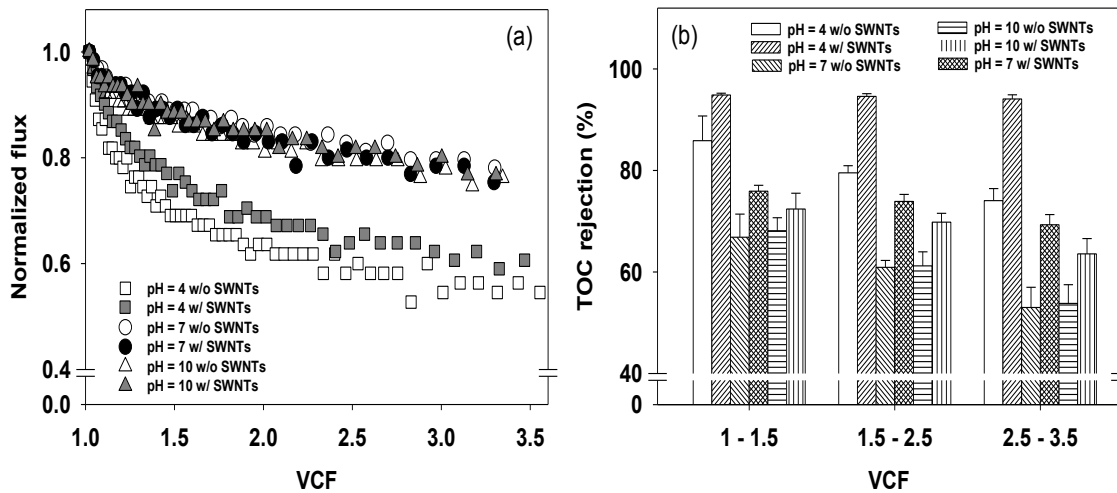 (a)
Normalized flux
1.0
0.8
0.6
0.4
0.0
pH = 4 w/o SWNTs
pH = 4 w/ SWNTs
pH = 7 w/o SWNTs
pH = 7 w/ SWNTs
pH = 10 w/o SWNTs
pH = 10 w/ SWNTs
1.0 1.5 2.0 2.5 3.0 3.5
VCF
(b)
pH = 4 w/o SWNTs
pH = 4 w/ SWNTs
pH = 7 w/o SWNTs
pH = 10 w/o SWNTs
pH = 10 w/ SWNTs
pH = 7 w/ SWNTs
TOC rejection (%)
100
80
60
40
0
1 - 1.5 1.5 - 2.5 2.5 - 3.5
VCF